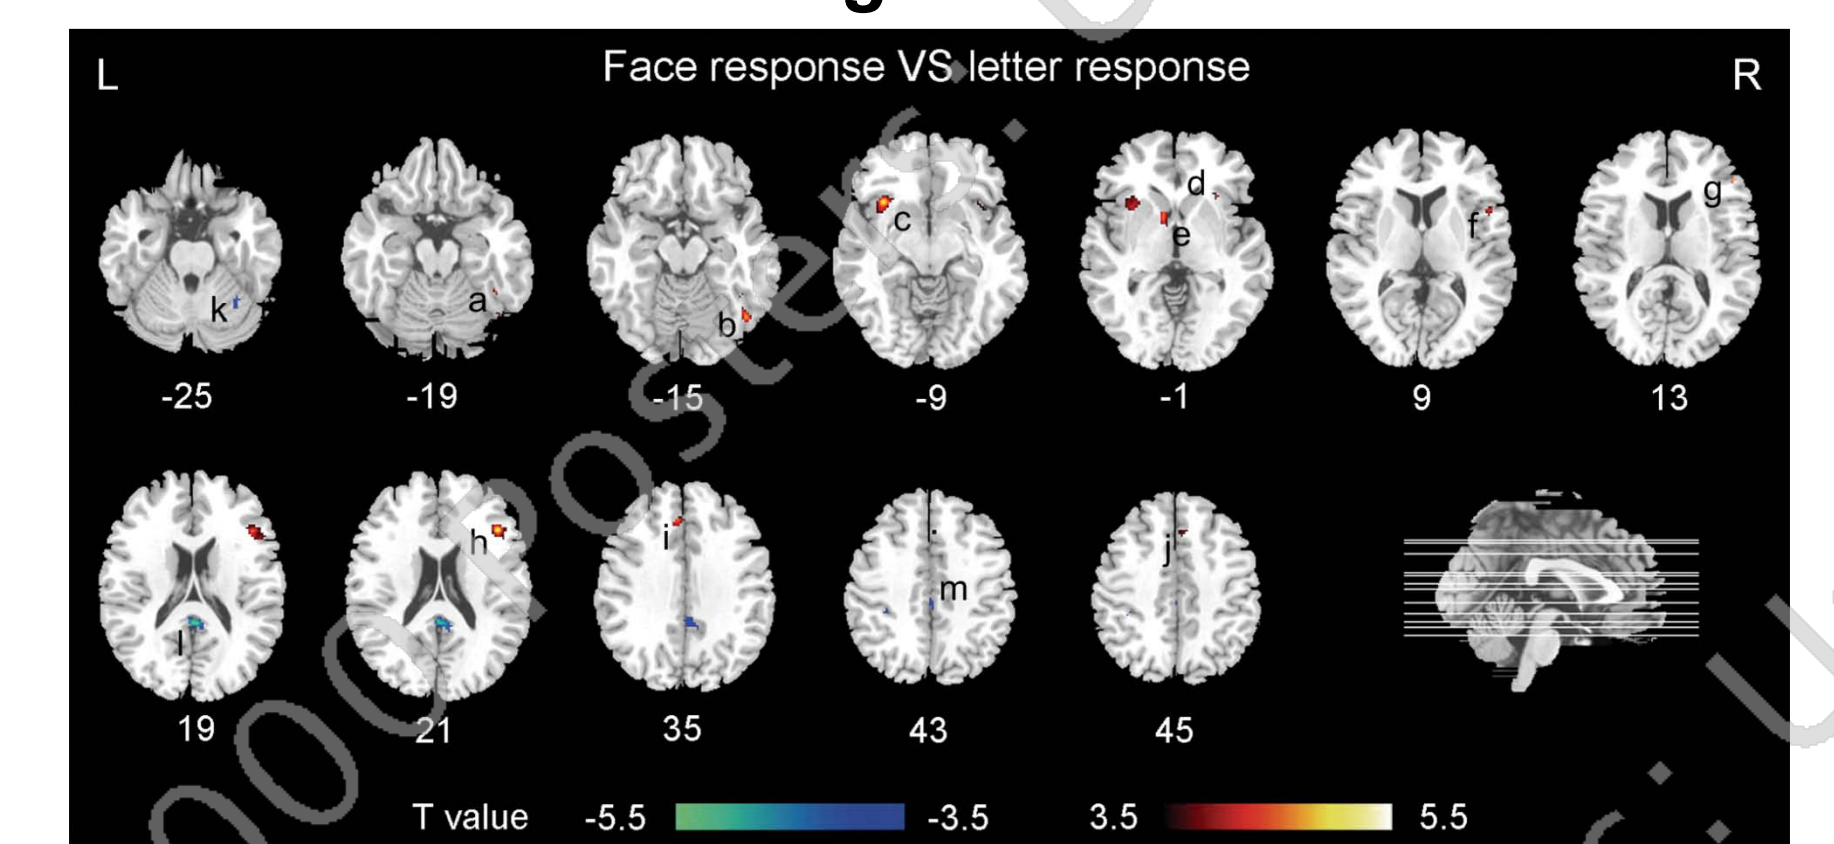 g
L Face response VS letter response R
k a b c d e f g
-25 -19 -15 -9 -1 9 13
l h i m j
19 21 35 43 45
T value -5.5 -3.5 3.5 5.5